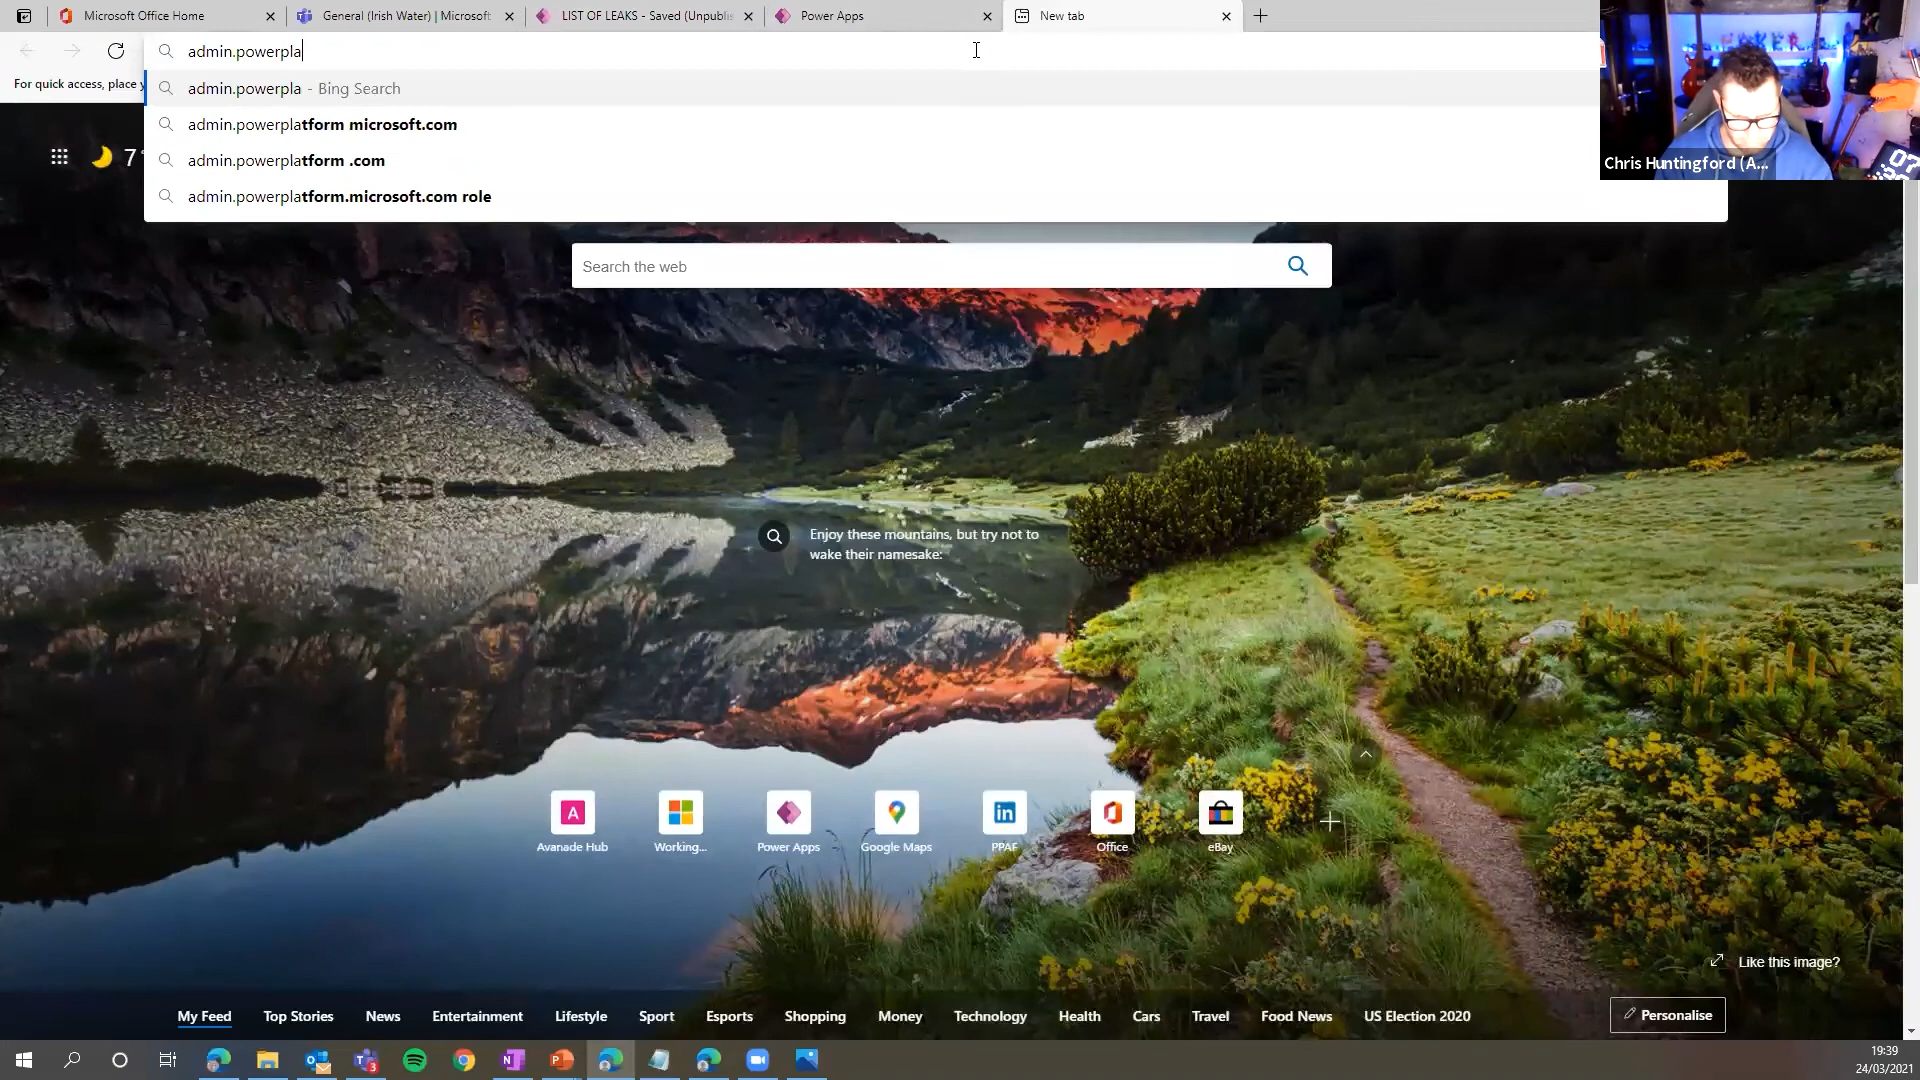 Microsoft Office Home
General (Irish Water) | Microsoft
LIST OF LEAKS - Saved (Unpublis
Power Apps
New tab
admin.powerpla
For quick access, place y
admin.powerpla - Bing Search
admin.powerplatform microsoft.com
admin.powerplatform .com
admin.powerplatform.microsoft.com role
7°
Chris Huntingford (A...
Search the web
Enjoy these mountains, but try not to
wake their namesake:
A
in
Avanade Hub
Working...
Power Apps
Google Maps
PPAF
Office
eBay
Like this image?
My Feed
Top Stories
News
Entertainment
Lifestyle
Sport
Esports
Shopping
Money
Technology
Health
Cars
Travel
Food News
US Election 2020
Personalise
19:39
24/03/2021